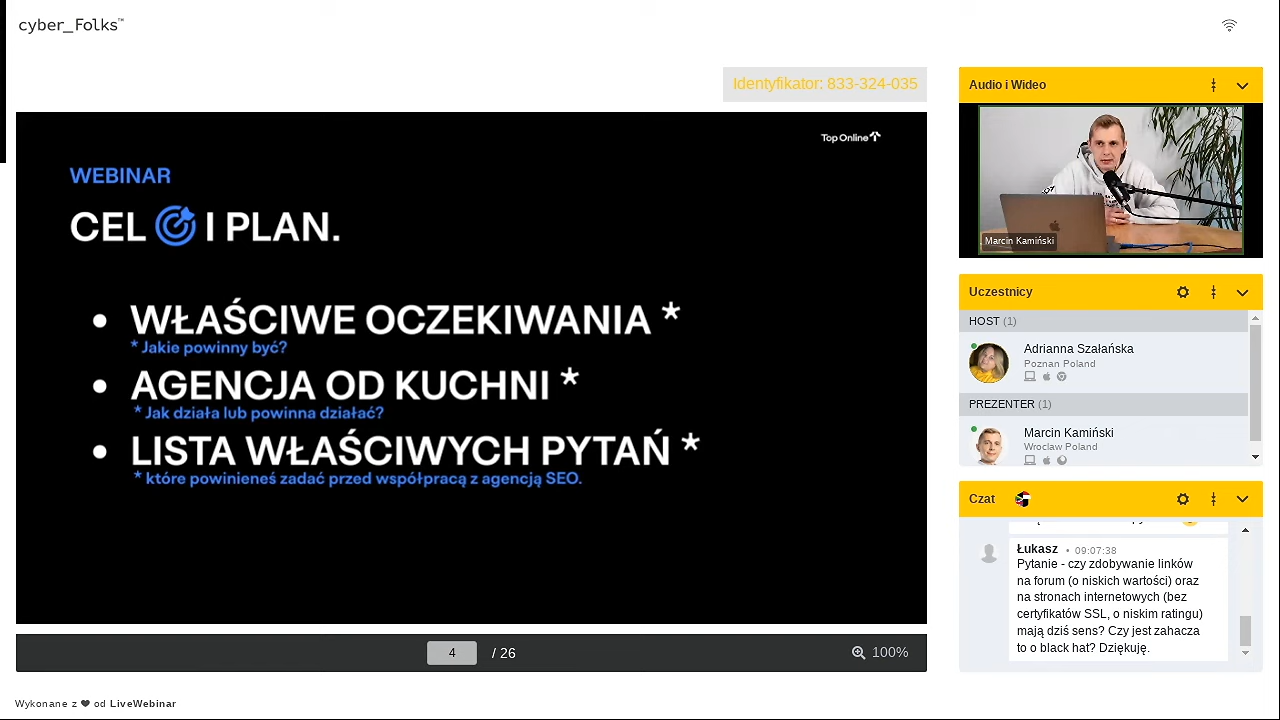 cyber_Folks™
Identyfikator: 833-324-035
Top Online
WEBINAR
CEL I PLAN.
• WŁAŚCIWE OCZEKIWANIA *
* Jakie powinny być?
• AGENCJA OD KUCHNI *
* Jak działa lub powinna działać?
• LISTA WŁAŚCIWYCH PYTAŃ *
* które powinieneś zadać przed współpracą z agencją SEO.
4 / 26
100%
Wykonane z ❤ od LiveWebinar
Audio i Wideo
Marcin Kamiński
Uczestnicy
HOST (1)
Adrianna Szałańska
Poznan Poland
PREZENTER (1)
Marcin Kamiński
Wroclaw Poland
Czat
Łukasz • 09:07:38
Pytanie - czy zdobywanie linków
na forum (o niskich wartości) oraz
na stronach internetowych (bez
certyfikatów SSL, o niskim ratingu)
mają dziś sens? Czy jest zahacza
to o black hat? Dziękuję.